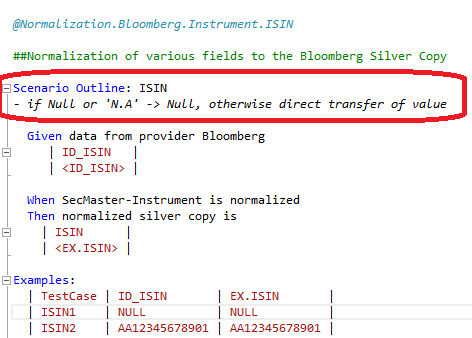 @Normalization.Bloomberg.Instrument.ISIN
##Normalization of various fields to the Bloomberg Silver Copy
Scenario Outline: ISIN
- if Null or 'N.A' -> Null, otherwise direct transfer of value
Given data from provider Bloomberg
| ID_ISIN |
| <ID_ISIN> |
When SecMaster-Instrument is normalized
Then normalized silver copy is
| ISIN |
| <EX.ISIN> |
Examples:
| TestCase | ID_ISIN | EX.ISIN |
| ISIN1 | NULL | NULL |
| ISIN2 | AA12345678901 | AA12345678901 |